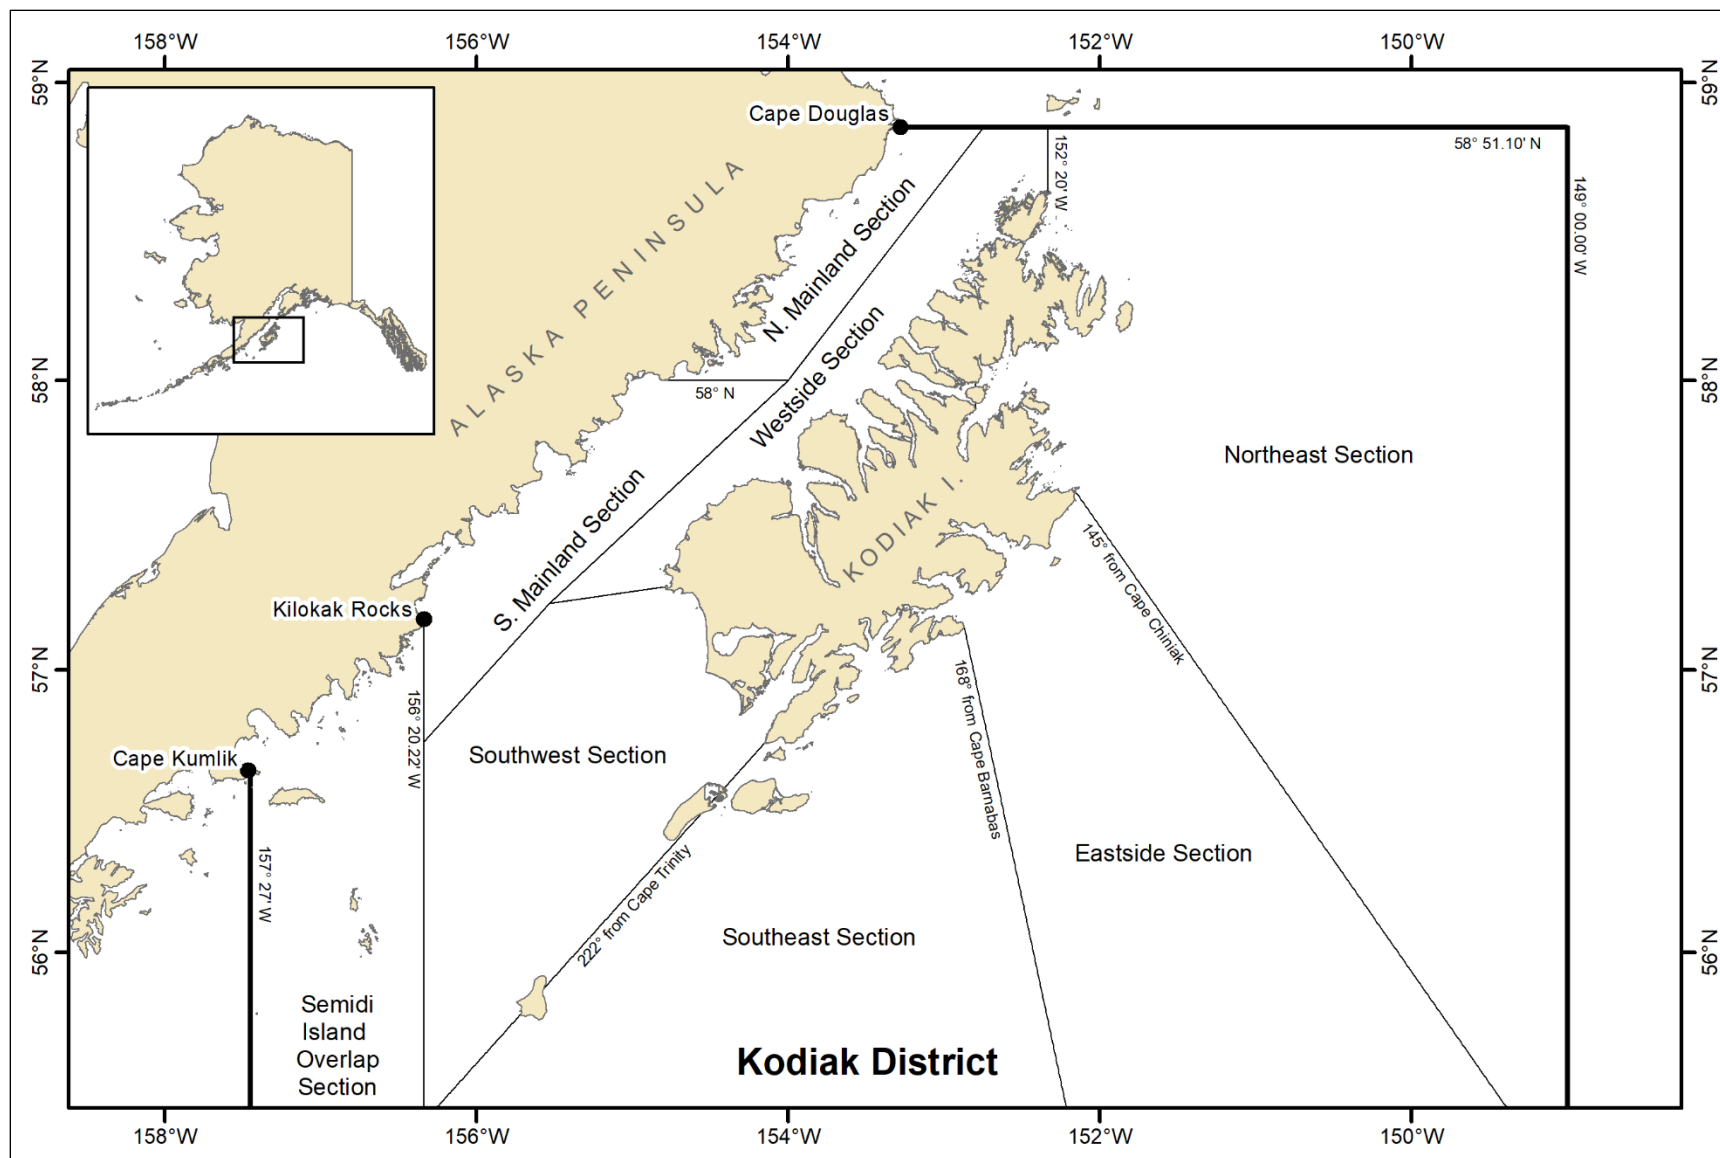 158°W 156°W 154°W 152°W 150°W
59°N
59°N
Cape Douglas
58° 51.10' N
152° 20' W
149° 00.00' W
ALASKA PENINSULA
N. Mainland Section
Westside Section
58°N
58° N
58°N
Northeast Section
S. Mainland Section
KODIAK I.
145° from Cape Chiniak
Kilokak Rocks
57°N
57°N
156° 20.22' W
168° from Cape Barnabas
Southwest Section
Cape Kumlik
157° 27' W
222° from Cape Trinity
Eastside Section
Southeast Section
56°N
56°N
Semidi
Island
Overlap
Section
Kodiak District
158°W 156°W 154°W 152°W 150°W